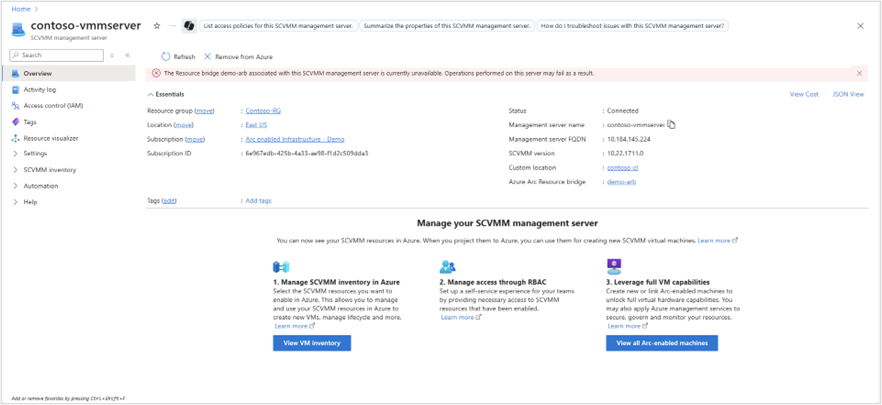 Home
contoso-vmmserver
SCVMM management server
List access policies for this SCVMM management server.
Summarize the properties of this SCVMM management server.
How do I troubleshoot issues with this SCVMM management server?
Search
Refresh
Remove from Azure
Overview
Activity log
Access control (IAM)
Tags
Resource visualizer
Settings
SCVMM inventory
Automation
Help
The Resource bridge demo-arb associated with this SCVMM management server is currently unavailable. Operations performed on this server may fail as a result.
Essentials
View Cost
JSON View
Resource group (move) : Contoso-RG
Location (move) : East US
Subscription (move) : Arc enabled Infrastructure - Demo
Subscription ID : 6e967edb-425b-4a33-ae98-f1d2c509dda3
Status : Connected
Management server name : contoso-vmmserver
Management server FQDN : 10.184.145.224
SCVMM version : 10.22.1711.0
Custom location : contoso-cl
Azure Arc Resource bridge : demo-arb
Tags (edit) : Add tags
Manage your SCVMM management server
You can now see your SCVMM resources in Azure. When you project them to Azure, you can use them for creating new SCVMM virtual machines. Learn more
1. Manage SCVMM inventory in Azure
Select the SCVMM resources you want to
enable in Azure. This allows you to manage
and use your SCVMM resources in Azure to
create new VMs, manage lifecycle and more.
Learn more
View VM inventory
2. Manage access through RBAC
Set up a self-service experience for your teams
by providing necessary access to SCVMM
resources that have been enabled.
Learn more
3. Leverage full VM capabilities
Create new or link Arc-enabled machines to
unlock full virtual hardware capabilities. You
may also apply Azure management services to
secure, govern and monitor your resources.
Learn more
View all Arc-enabled machines
Add or remove favorites by pressing Ctrl+Shift+F